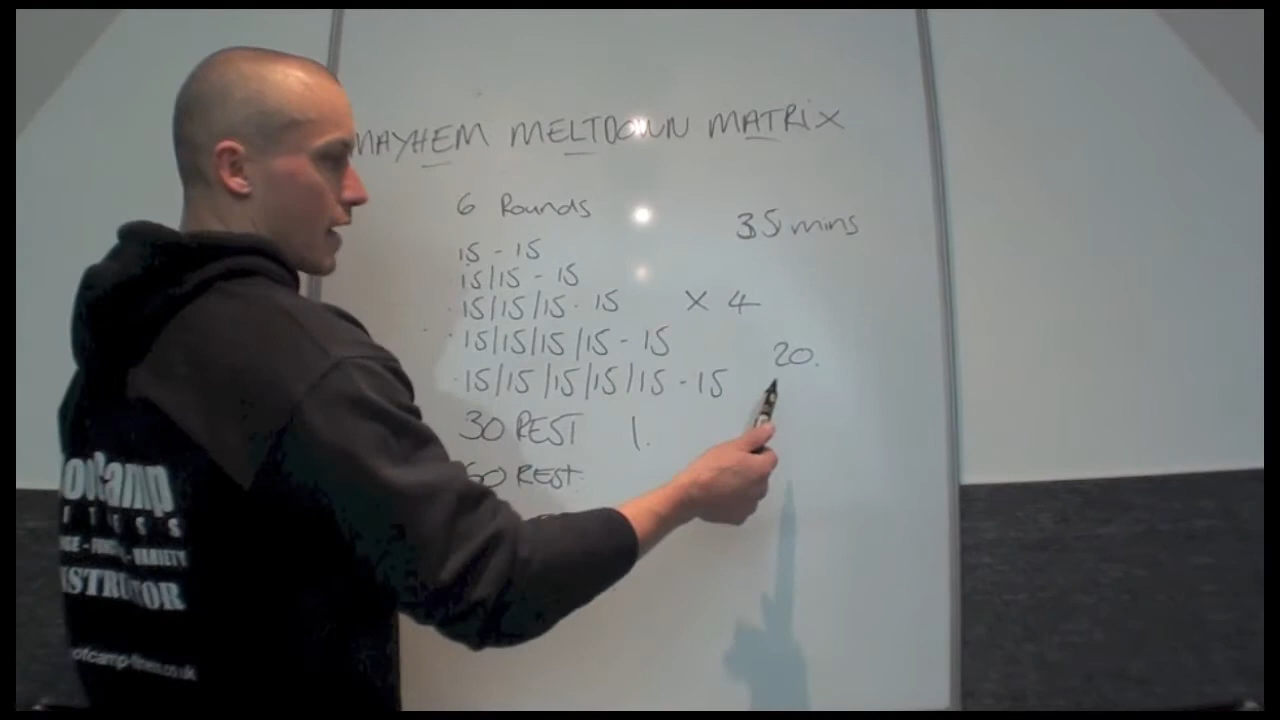 MAYHEM MELTDOWN MATRIX
6 Rounds
35 mins
15 - 15
15/15 - 15
15/15/15 - 15
x 4
15/15/15/15 - 15
20.
15/15/15/15/15 - 15
30 REST
1.
60 REST
VARIETY